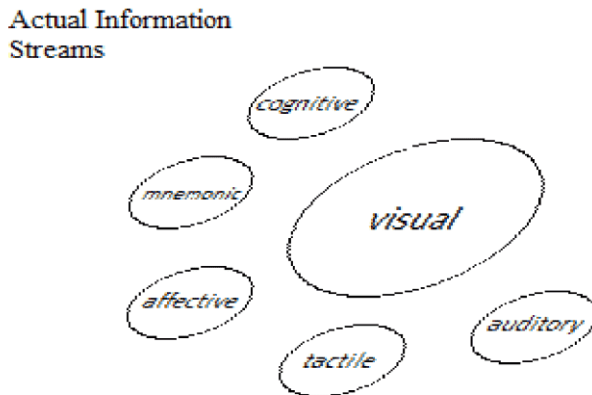 Actual Information
Streams
cognitive
mnemonic
visual
affective
auditory
tactile